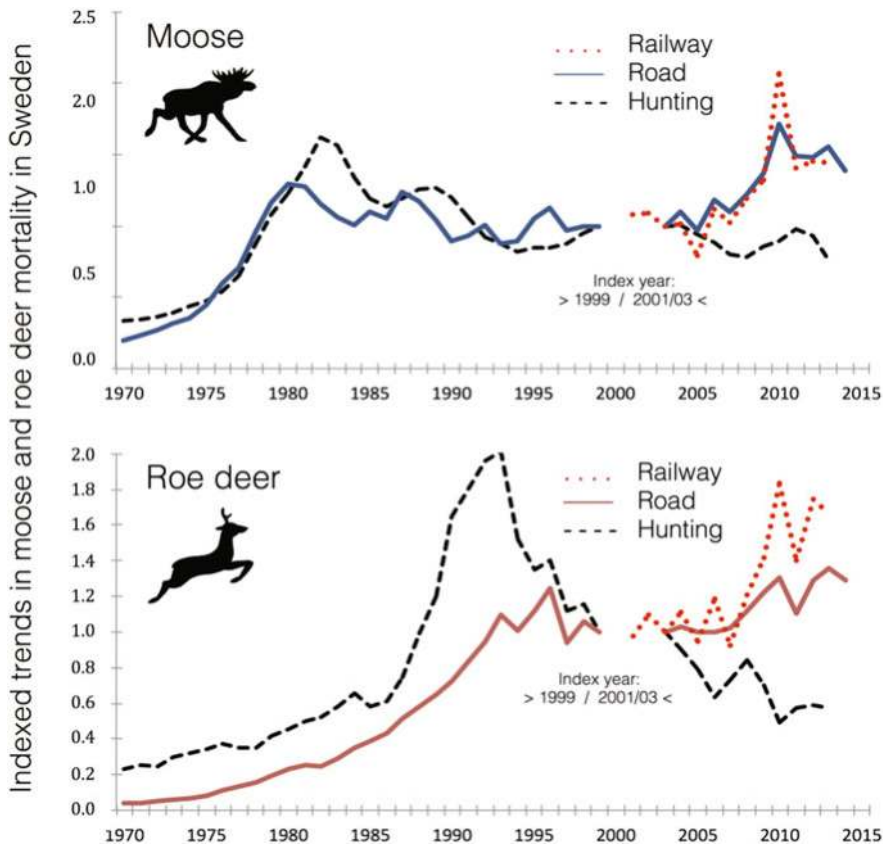 Indexed trends in moose and roe deer mortality in Sweden
Moose
Railway
Road
Hunting
2.5
2.0
1.0
0.5
0.0
Index year:
> 1999 / 2001/03 <
1970 1975 1980 1985 1990 1995 2000 2005 2010 2015
Roe deer
Railway
Road
Hunting
2.0
1.8
1.6
1.4
1.2
1.0
0.8
0.6
0.4
0.2
0.0
Index year:
> 1999 / 2001/03 <
1970 1975 1980 1985 1990 1995 2000 2005 2010 2015